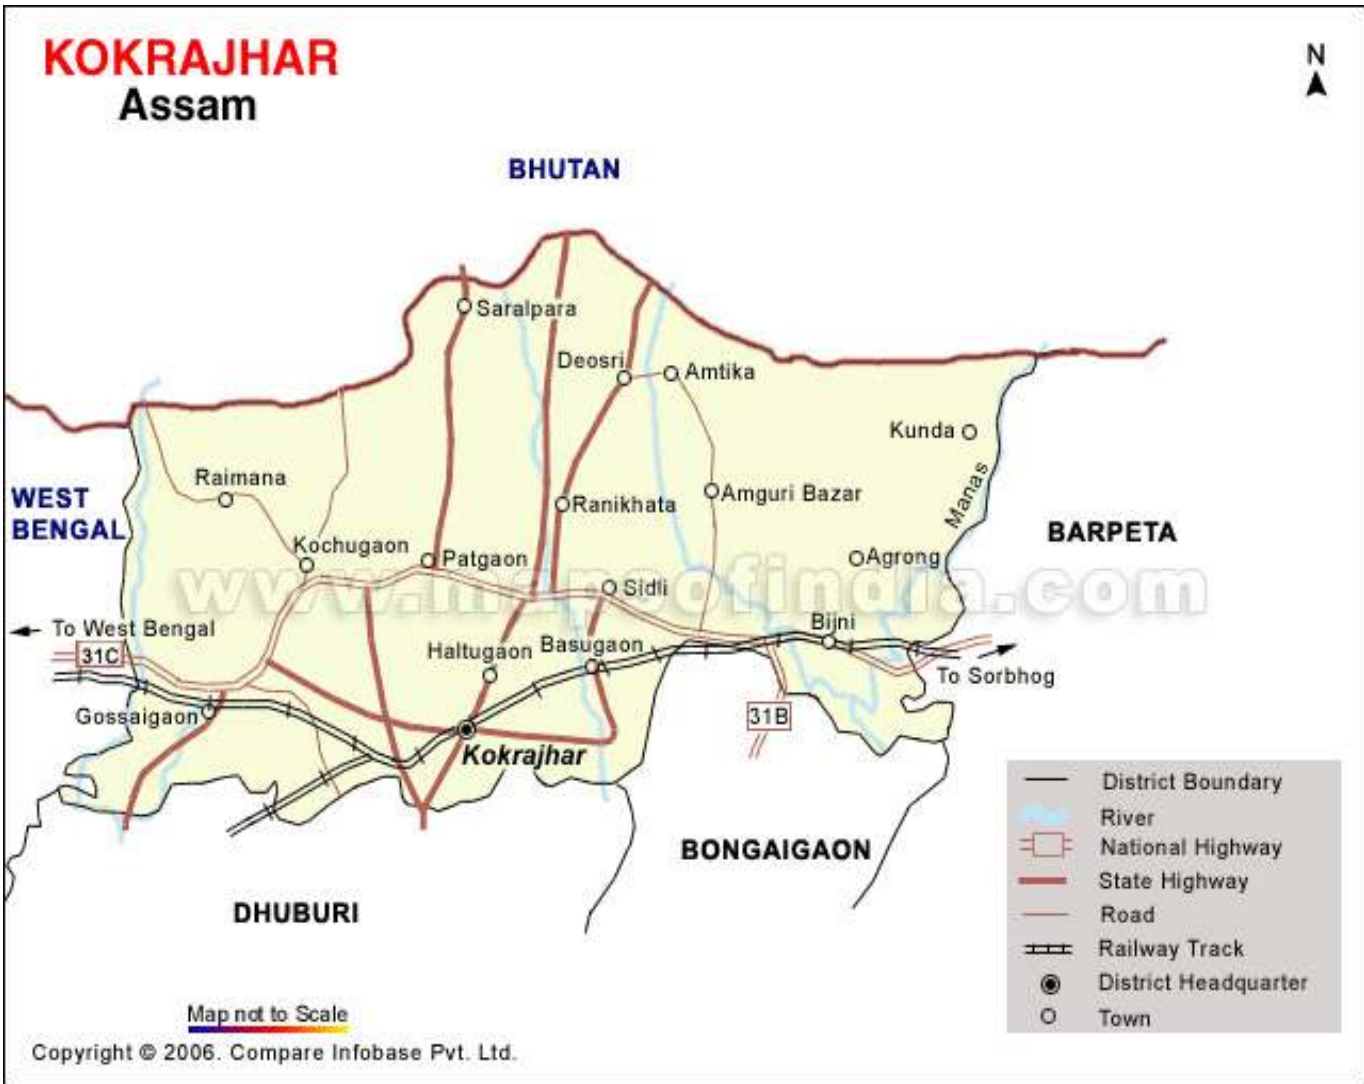 KOKRAJHAR
Assam
N
BHUTAN
Saralpara
Deosri
Amtika
Kunda
Raimana
WEST
BENGAL
Ranikhata
Amguri Bazar
Manas
BARPETA
Kochugaon
Patgaon
Agrong
www.mapsofindia.com
Sidli
To West Bengal
Bijni
31C
Haltugaon
Basugaon
To Sorbhog
Gossaigaon
31B
Kokrajhar
District Boundary
River
National Highway
State Highway
Road
Railway Track
District Headquarter
Town
BONGAIGAON
DHUBURI
Map not to Scale
Copyright © 2006. Compare Infobase Pvt. Ltd.